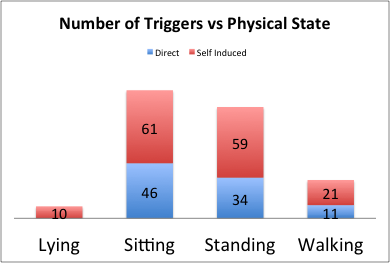 Number of Triggers vs Physical State
Direct Self Induced
61 59
46 34 21
10 11
Lying Sitting Standing Walking